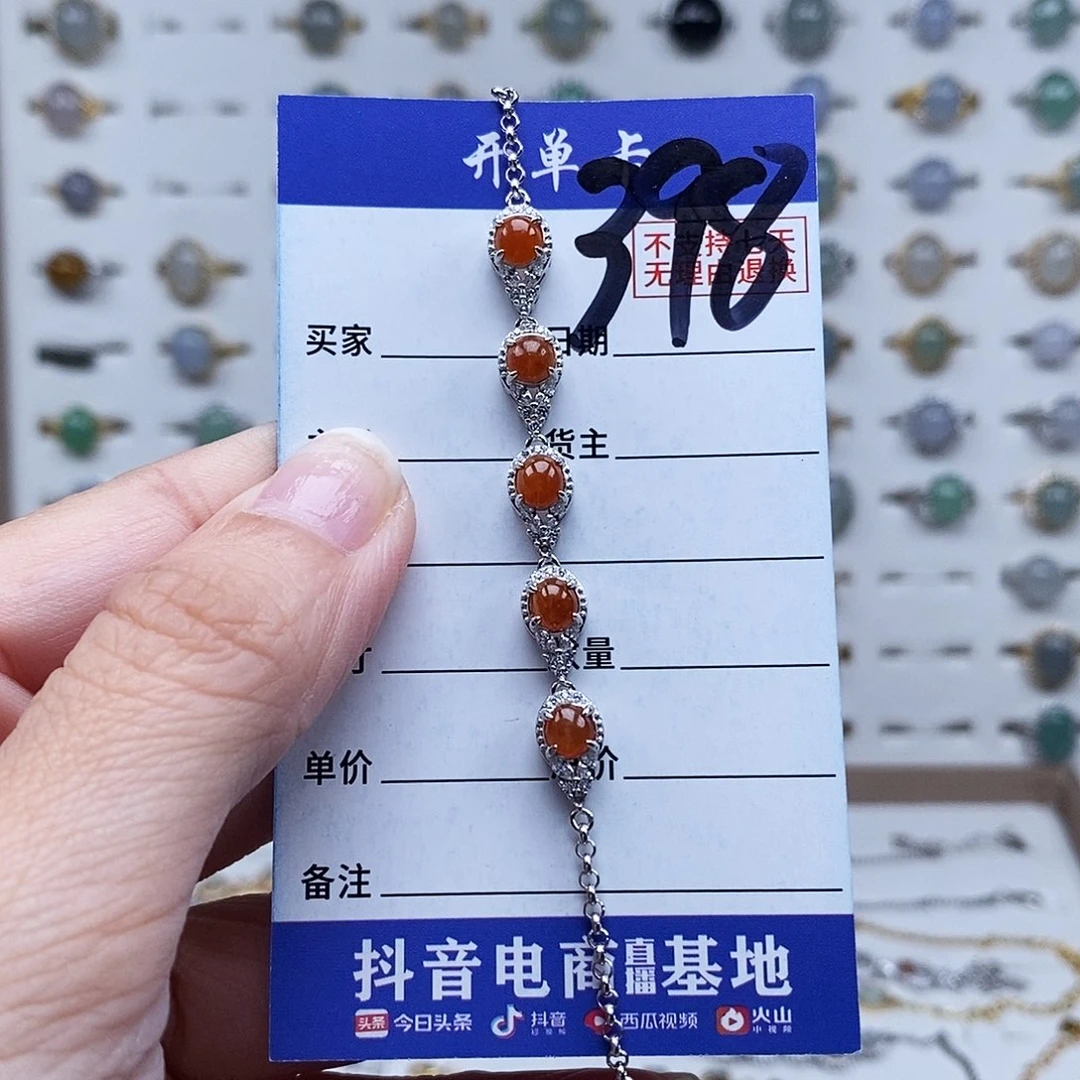 开单卡
398
不支持七天
无理由退换
买家 日期
货主
数量
单价
备注
抖音电商直播基地
今日头条 抖音 西瓜视频 火山